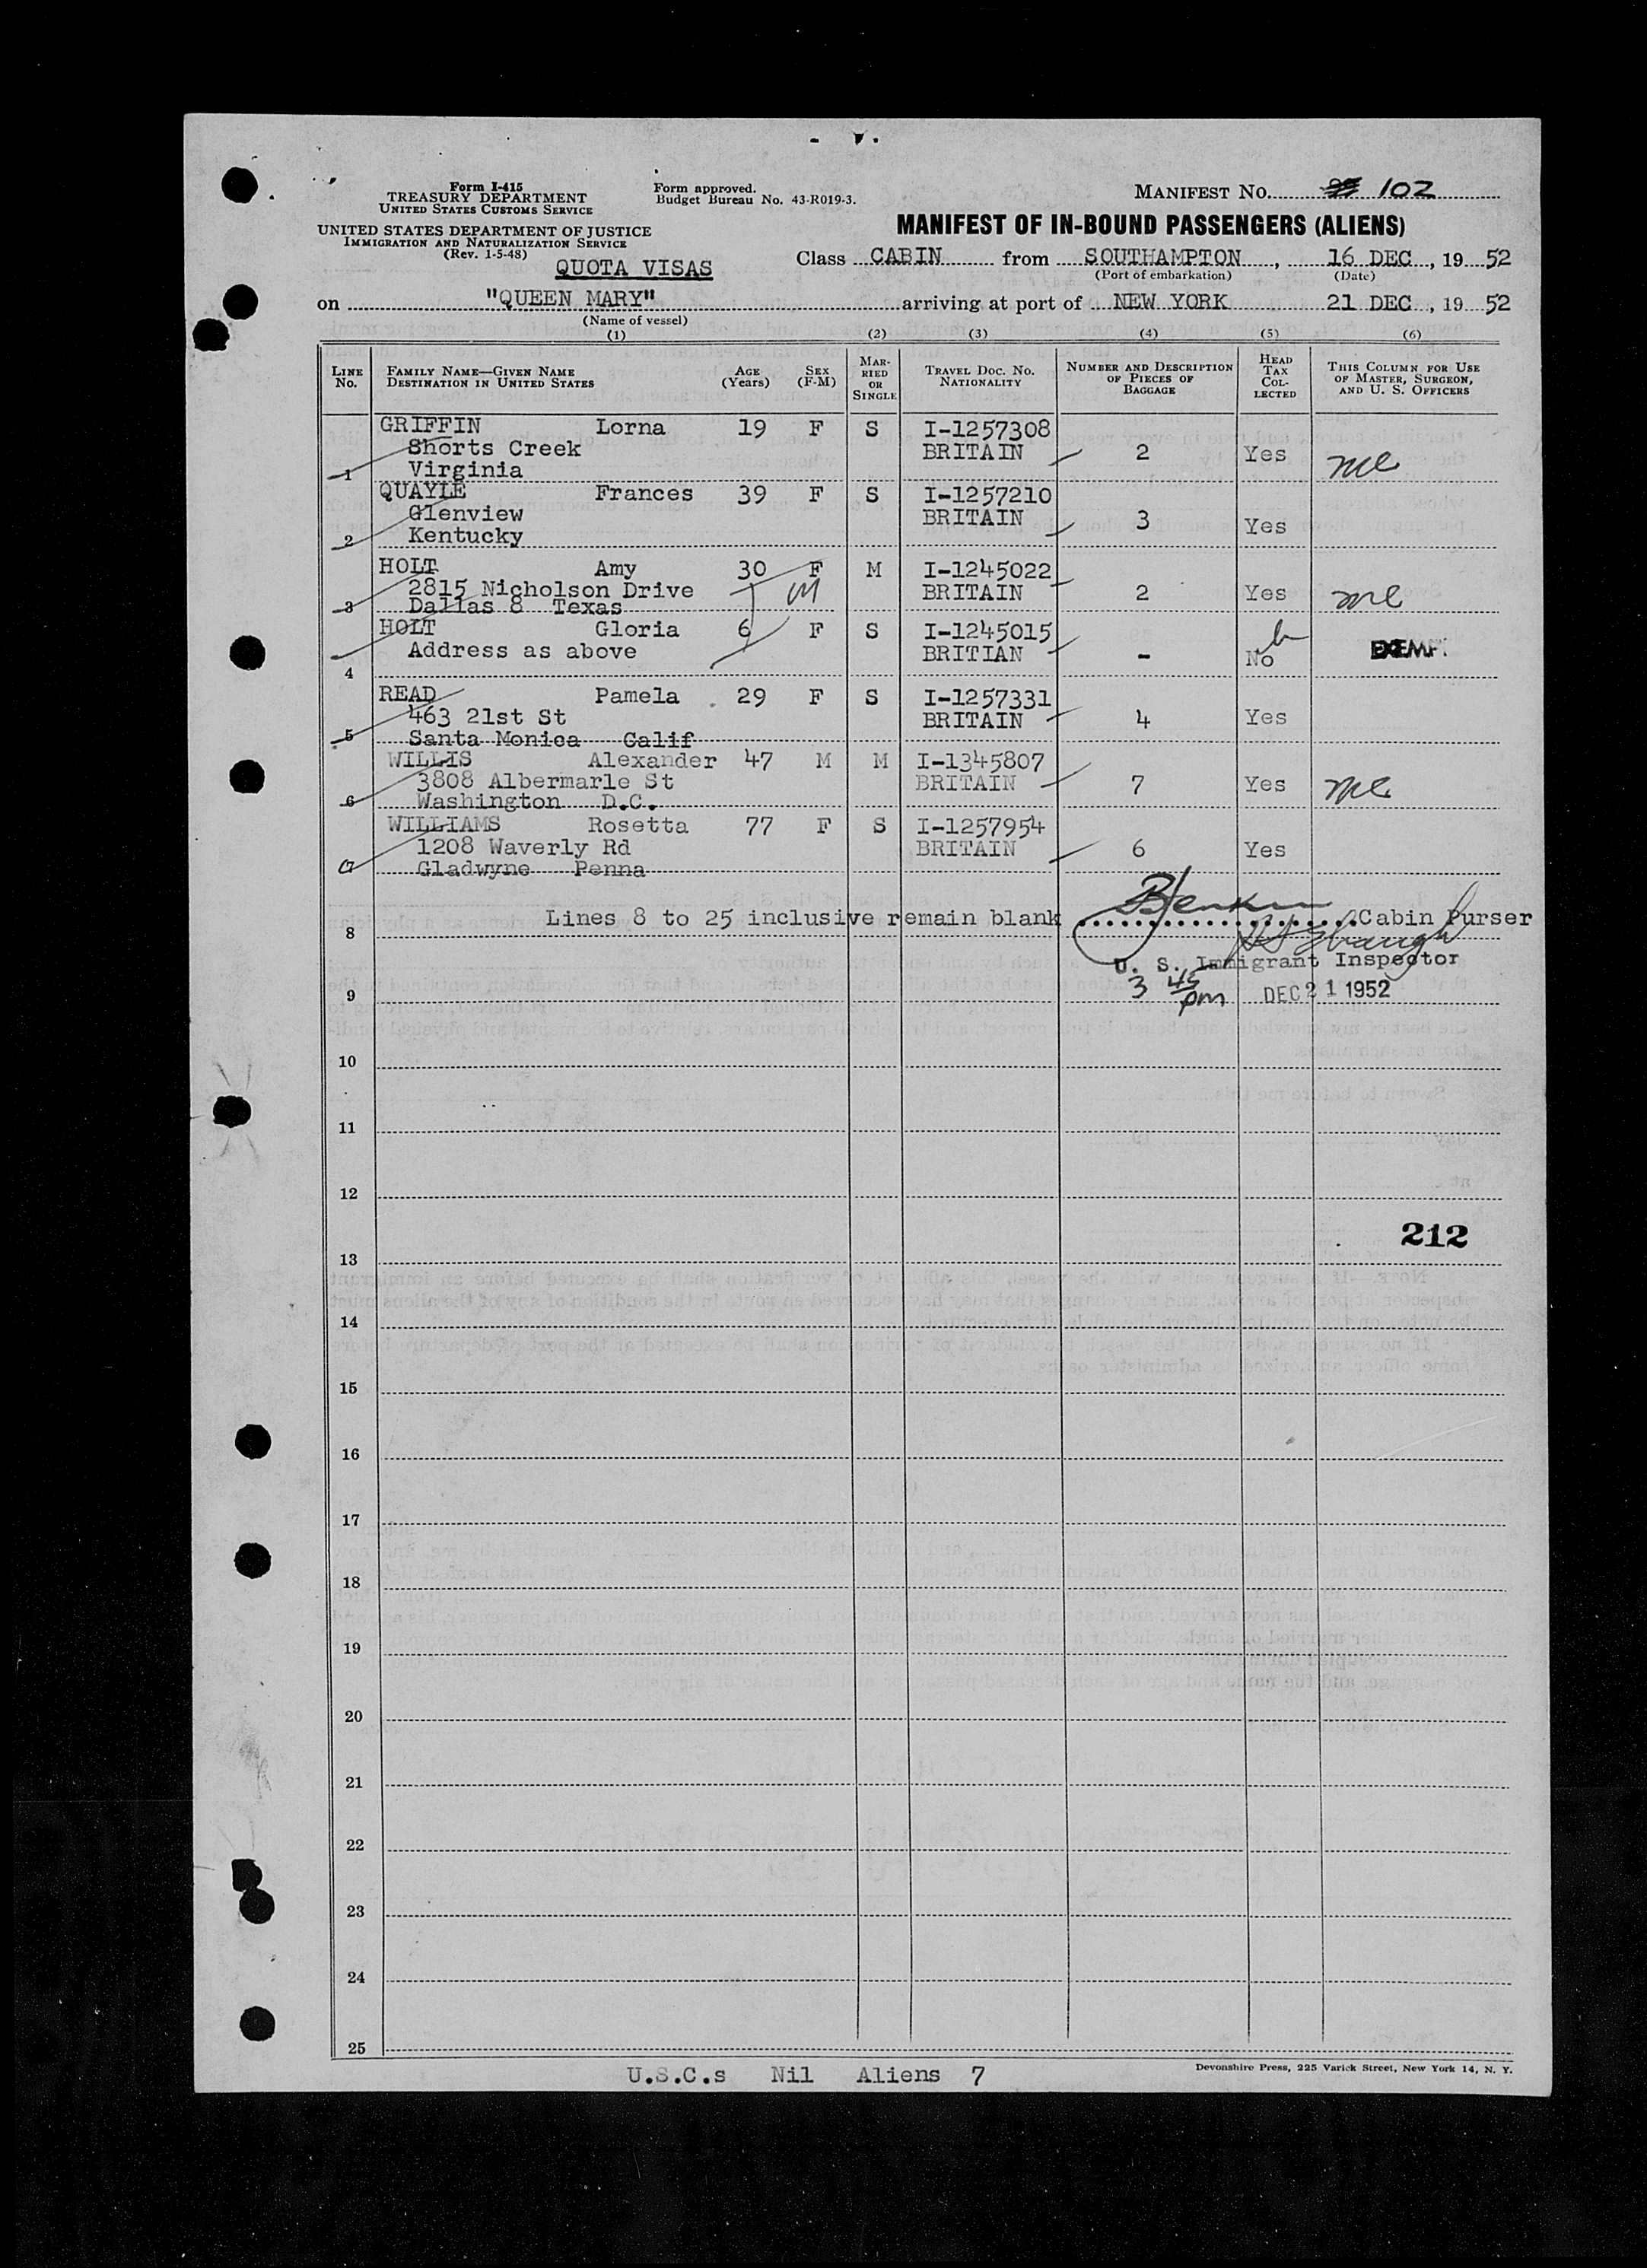 Form I-415
TREASURY DEPARTMENT
UNITED STATES CUSTOMS SERVICE
UNITED STATES DEPARTMENT OF JUSTICE
IMMIGRATION AND NATURALIZATION SERVICE
(Rev. 1-5-48)
Form approved.
Budget Bureau No. 43-R019-3.
MANIFEST NO. 102
MANIFEST OF IN-BOUND PASSENGERS (ALIENS)
QUOTA VISAS
Class CABIN from SOUTHAMPTON, 16 DEC, 19 52
(Port of embarkation) (Date)
on "QUEEN MARY" arriving at port of NEW YORK 21 DEC, 19 52
(Name of vessel)
(1) (2) (3) (4) (5) (6)
LINE No. FAMILY NAME—GIVEN NAME DESTINATION IN UNITED STATES AGE (Years) SEX (F-M) MARRIED OR SINGLE TRAVEL DOC. NO. NATIONALITY NUMBER AND DESCRIPTION OF PIECES OF BAGGAGE HEAD TAX COLLECTED THIS COLUMN FOR USE OF MASTER, SURGEON, AND U. S. OFFICERS
GRIFFIN Lorna 19 F S I-1257308
Shorts Creek BRITAIN 2 Yes
1 Virginia
QUAYLE Frances 39 F S I-1257210
Glenview BRITAIN 3 Yes
2 Kentucky
HOLT Amy 30 F M I-1245022
2815 Nicholson Drive M BRITAIN 2 Yes
3 Dallas 8 Texas
HOLT Gloria 6 F S I-1245015
Address as above BRITIAN - No EXEMPT
4
READ Pamela 29 F S I-1257331
463 21st St BRITAIN 4 Yes
5 Santa Monica Calif
WILLIS Alexander 47 M M I-1345807
3808 Albermarle St BRITAIN 7 Yes
6 Washington D.C.
WILLIAMS Rosetta 77 F S I-1257954
1208 Waverly Rd BRITAIN 6 Yes
7 Gladwyne Penna
Lines 8 to 25 inclusive remain blank Cabin Purser
8
U. S. Immigrant Inspector
3 45 pm DEC 21 1952
9
10
11
12
212
13
14
15
16
17
18
19
20
21
22
23
24
25
U.S.C.s Nil Aliens 7
Devonshire Press, 225 Varick Street, New York 14, N. Y.